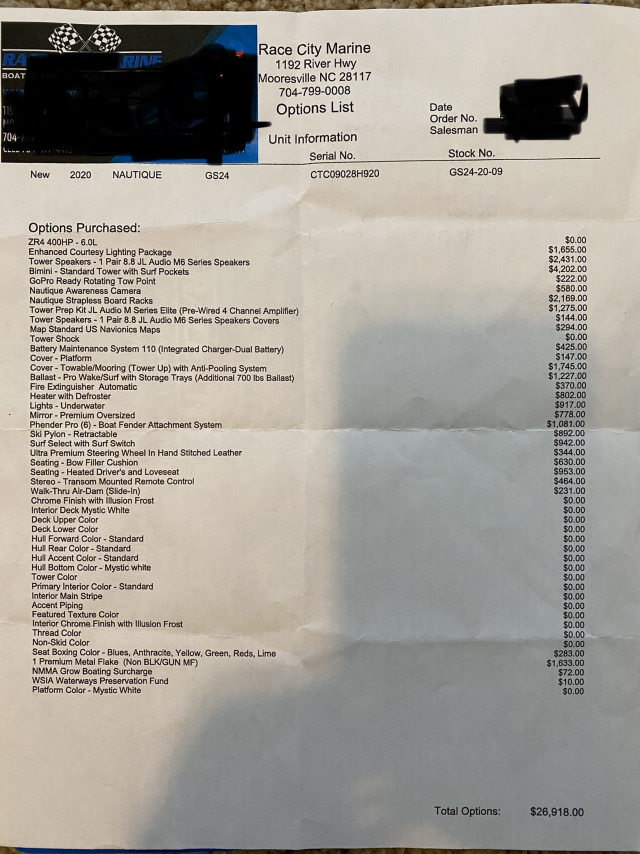 RA RINE
BOAT
704-
Race City Marine
1192 River Hwy
Mooresville NC 28117
704-799-0008
Options List
Date
Order No.
Salesman
Unit Information
Serial No. Stock No.
New 2020 NAUTIQUE GS24 CTC09028H920 GS24-20-09
Options Purchased:
ZR4 400HP - 6.0L $0.00
Enhanced Courtesy Lighting Package $1,655.00
Tower Speakers - 1 Pair 8.8 JL Audio M6 Series Speakers $2,431.00
Bimini - Standard Tower with Surf Pockets $4,202.00
GoPro Ready Rotating Tow Point $222.00
Nautique Awareness Camera $580.00
Nautique Strapless Board Racks $2,169.00
Tower Prep Kit JL Audio M Series Elite (Pre-Wired 4 Channel Amplifier) $1,275.00
Tower Speakers - 1 Pair 8.8 JL Audio M6 Series Speakers Covers $144.00
Map Standard US Navionics Maps $294.00
Tower Shock $0.00
Battery Maintenance System 110 (Integrated Charger-Dual Battery) $425.00
Cover - Platform $147.00
Cover - Towable/Mooring (Tower Up) with Anti-Pooling System $1,745.00
Ballast - Pro Wake/Surf with Storage Trays (Additional 700 lbs Ballast) $1,227.00
Fire Extinguisher Automatic $370.00
Heater with Defroster $802.00
Lights - Underwater $917.00
Mirror - Premium Oversized $778.00
Phender Pro (6) - Boat Fender Attachment System $1,081.00
Ski Pylon - Retractable $892.00
Surf Select with Surf Switch $942.00
Ultra Premium Steering Wheel In Hand Stitched Leather $344.00
Seating - Bow Filler Cushion $630.00
Seating - Heated Driver's and Loveseat $953.00
Stereo - Transom Mounted Remote Control $464.00
Walk-Thru Air-Dam (Slide-In) $231.00
Chrome Finish with Illusion Frost $0.00
Interior Deck Mystic White $0.00
Deck Upper Color $0.00
Deck Lower Color $0.00
Hull Forward Color - Standard $0.00
Hull Rear Color - Standard $0.00
Hull Accent Color - Standard $0.00
Hull Bottom Color - Mystic white $0.00
Tower Color $0.00
Primary Interior Color - Standard $0.00
Interior Main Stripe $0.00
Accent Piping $0.00
Featured Texture Color $0.00
Interior Chrome Finish with Illusion Frost $0.00
Thread Color $0.00
Non-Skid Color $0.00
Seat Boxing Color - Blues, Anthracite, Yellow, Green, Reds, Lime $283.00
1 Premium Metal Flake (Non BLK/GUN MF) $1,633.00
NMMA Grow Boating Surcharge $72.00
WSIA Waterways Preservation Fund $10.00
Platform Color - Mystic White $0.00
Total Options: $26,918.00